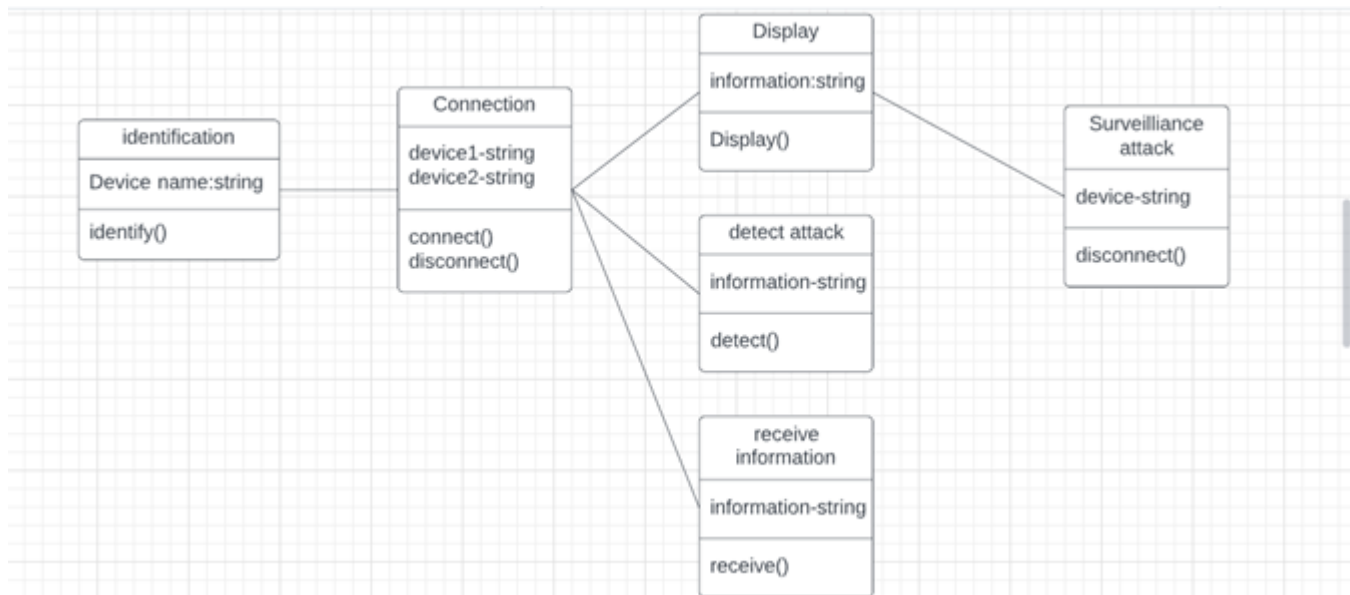 identification
Device name:string
identify()
Connection
device1-string
device2-string
connect()
disconnect()
Display
information:string
Display()
detect attack
information-string
detect()
receive
information
information-string
receive()
Surveilliance
attack
device-string
disconnect()